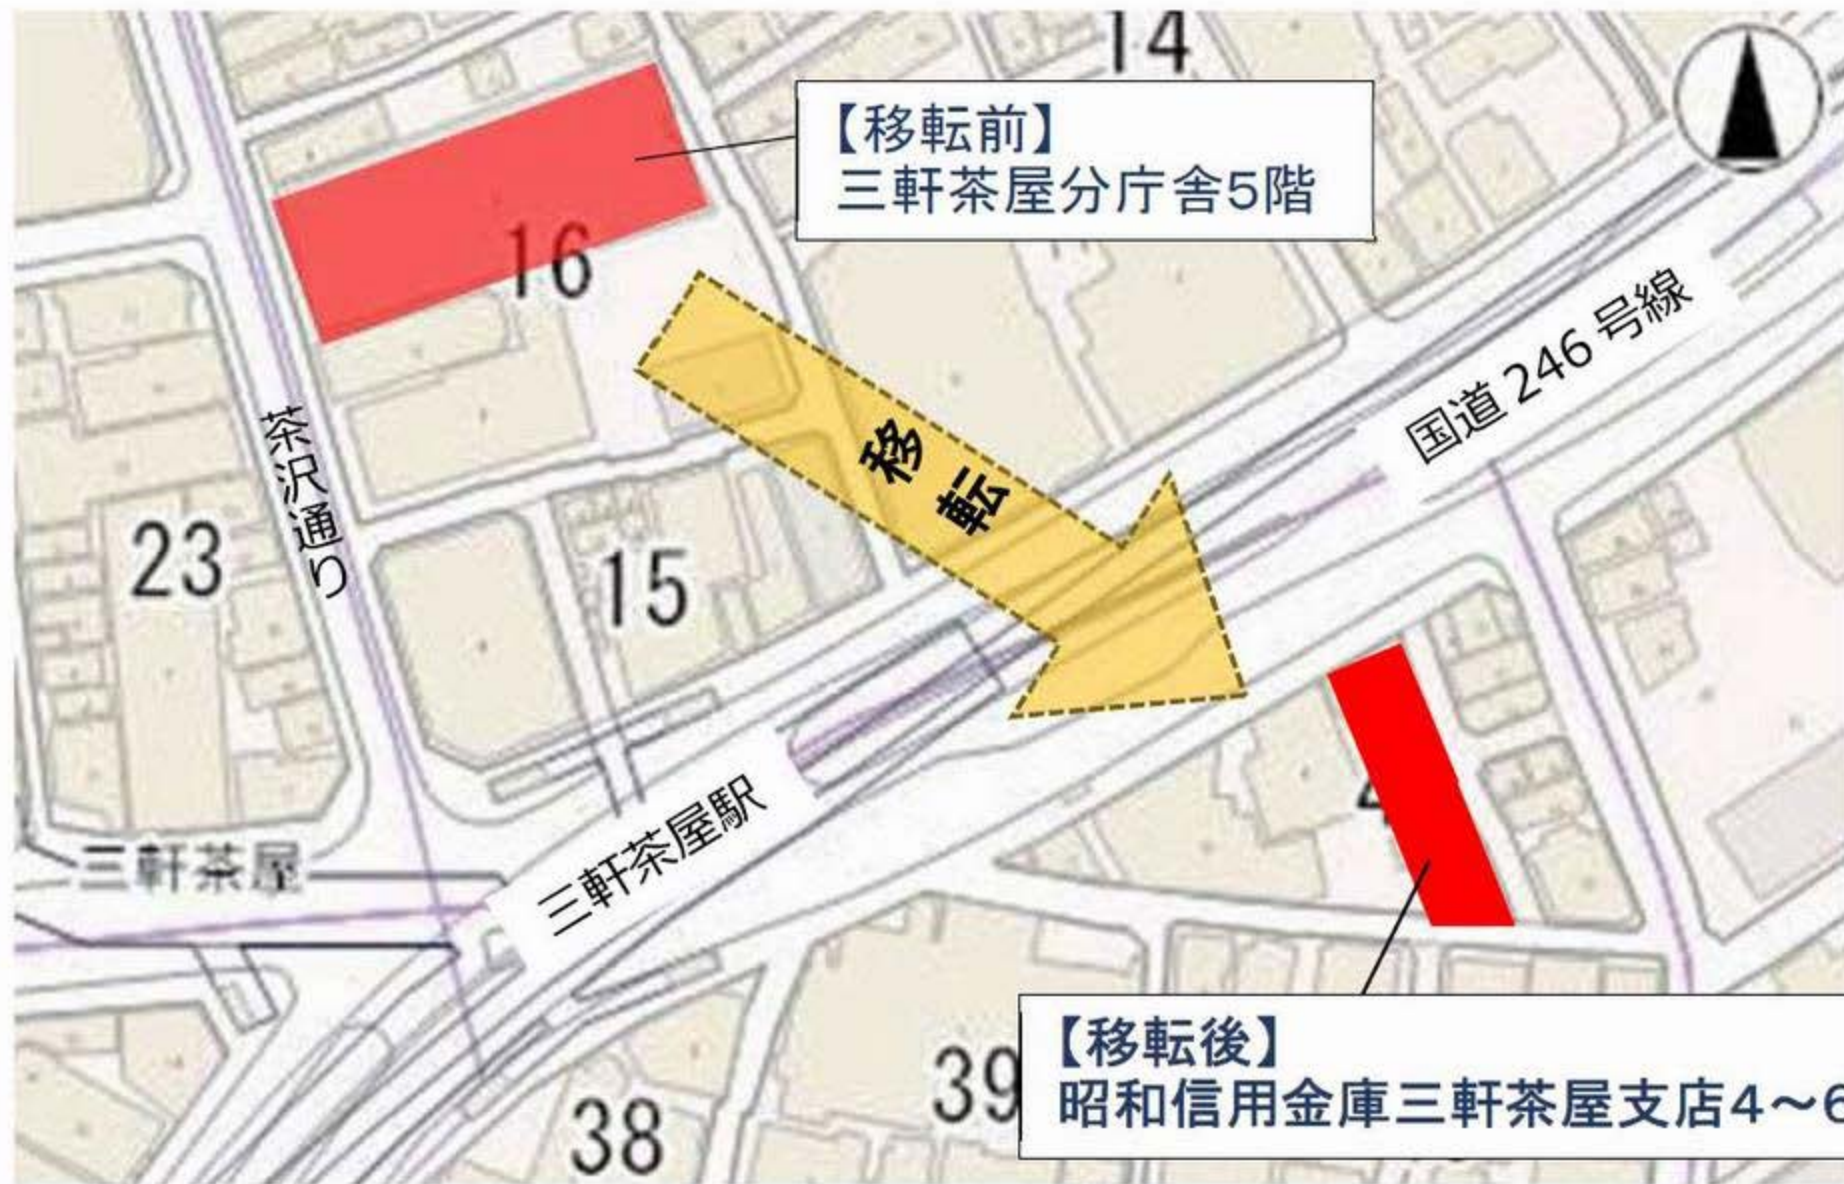 14
【移転前】
三軒茶屋分庁舎5階
16
国道246号線
移転
茶沢通り
23
15
三軒茶屋駅
三軒茶屋
4
【移転後】
昭和信用金庫三軒茶屋支店4～6
39
38